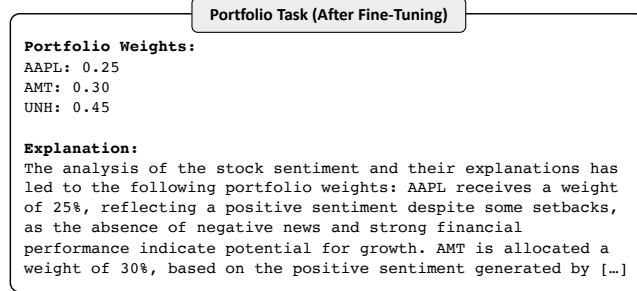 Portfolio Task (After Fine-Tuning)
Portfolio Weights:
AAPL: 0.25
AMT: 0.30
UNH: 0.45
Explanation:
The analysis of the stock sentiment and their explanations has
led to the following portfolio weights: AAPL receives a weight
of 25%, reflecting a positive sentiment despite some setbacks,
as the absence of negative news and strong financial
performance indicate potential for growth. AMT is allocated a
weight of 30%, based on the positive sentiment generated by […]